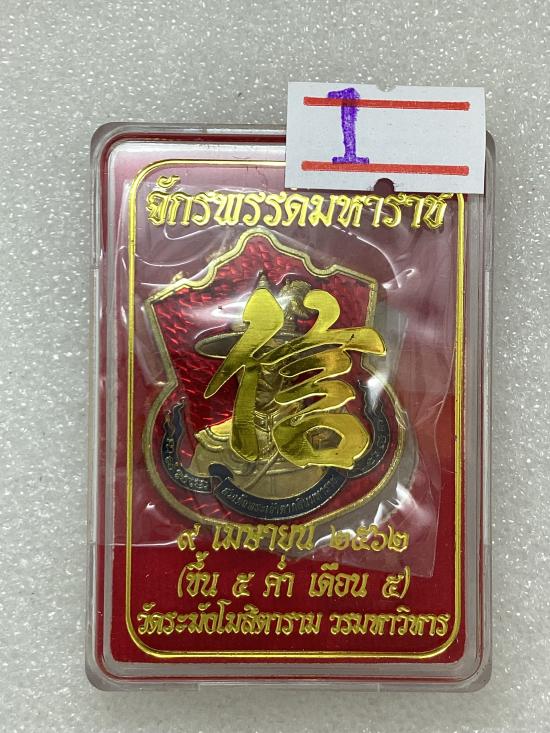 1
จักรพรรดิ์มหาราช
信
๙ เมษายน ๒๕๖๒
(ขึ้น ๕ ค่ำ เดือน ๕)
วัดระฆังโฆสิตาราม วรมหาวิหาร